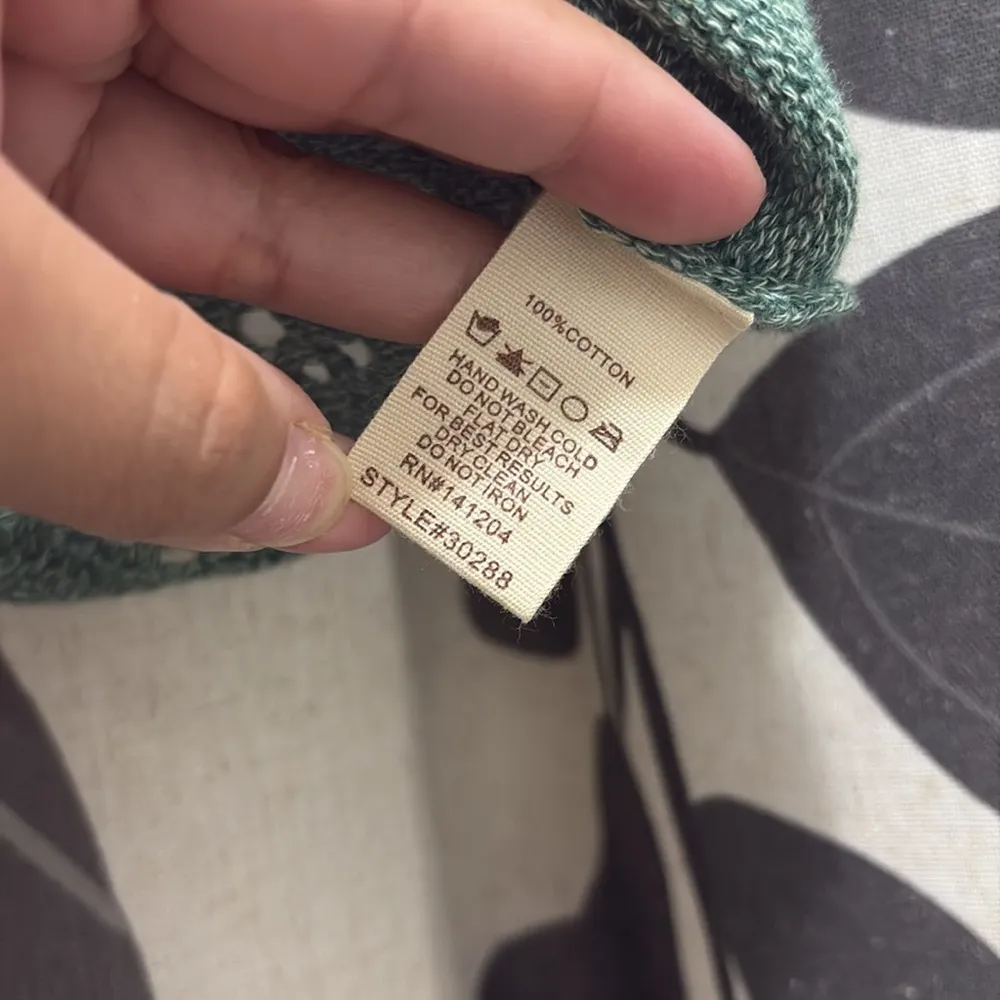 100%COTTON
HAND WASH COLD
DO NOT BLEACH
FLAT DRY
FOR BEST RESULTS
DRY CLEAN
DO NOT IRON
RN#141204
STYLE#30288